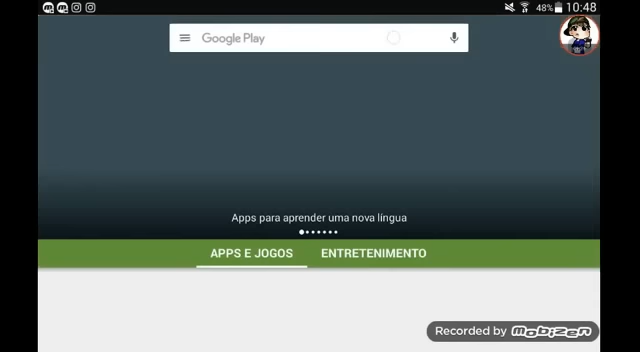 48% 10:48
Google Play
Apps para aprender uma nova língua
APPS E JOGOS ENTRETENIMENTO
Recorded by MOBIZEN